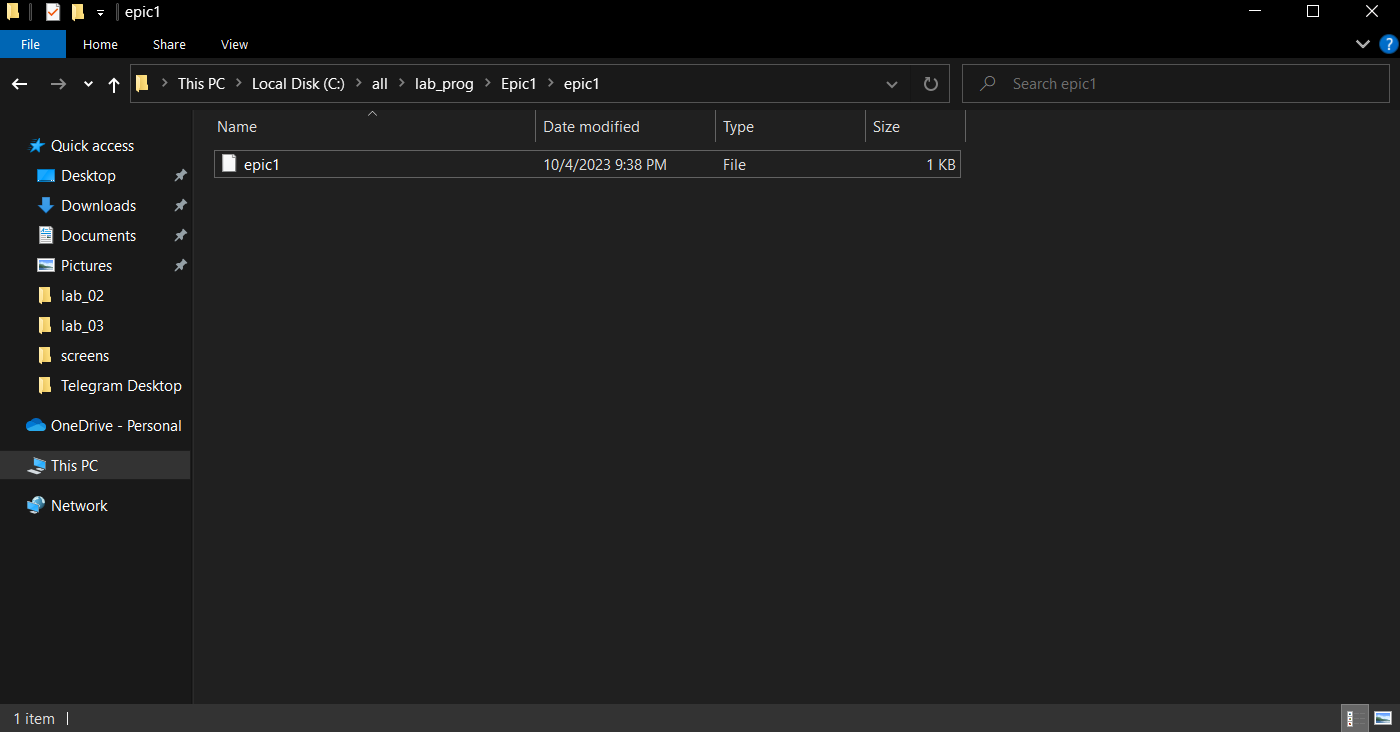 epic1
File Home Share View
This PC Local Disk (C:) all lab_prog Epic1 epic1
Search epic1
Name Date modified Type Size
epic1 10/4/2023 9:38 PM File 1 KB
Quick access
Desktop
Downloads
Documents
Pictures
lab_02
lab_03
screens
Telegram Desktop
OneDrive - Personal
This PC
Network
1 item